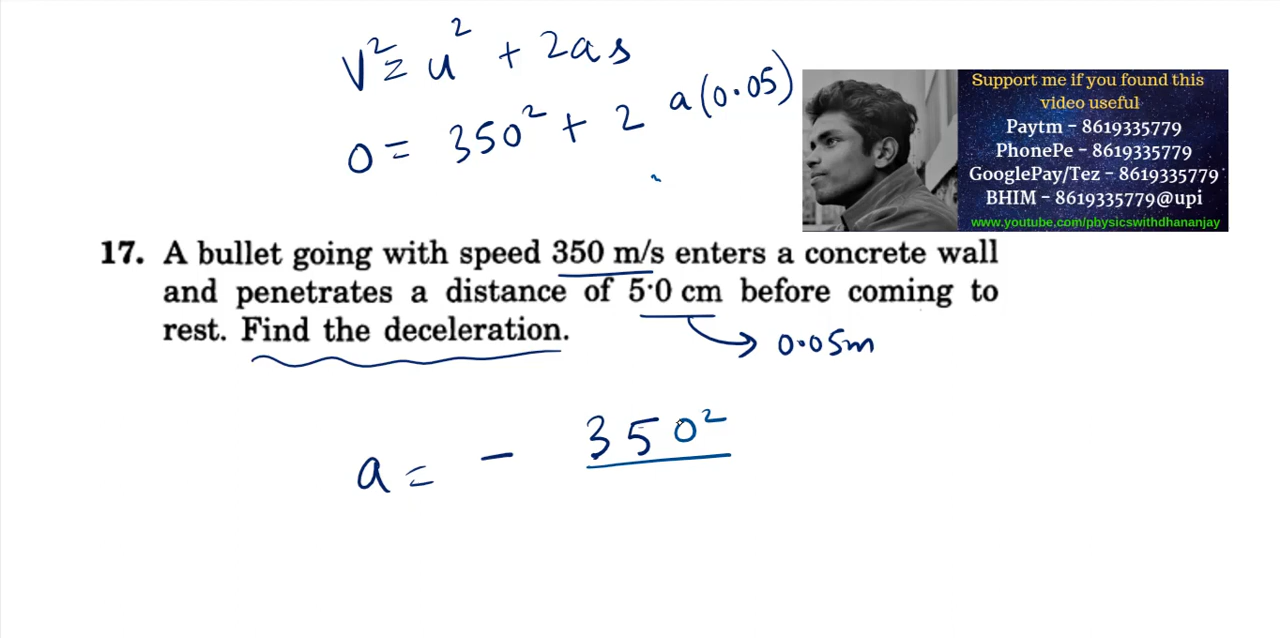 V² = u² + 2as
0 = 350² + 2 a(0.05)
Support me if you found this
video useful
Paytm – 8619335779
PhonePe – 8619335779
GooglePay/Tez – 8619335779
BHIM – 8619335779@upi
www.youtube.com/physicswithdhananjay
17. A bullet going with speed 350 m/s enters a concrete wall
and penetrates a distance of 5·0 cm before coming to
rest. Find the deceleration.
0.05m
a = – 350²